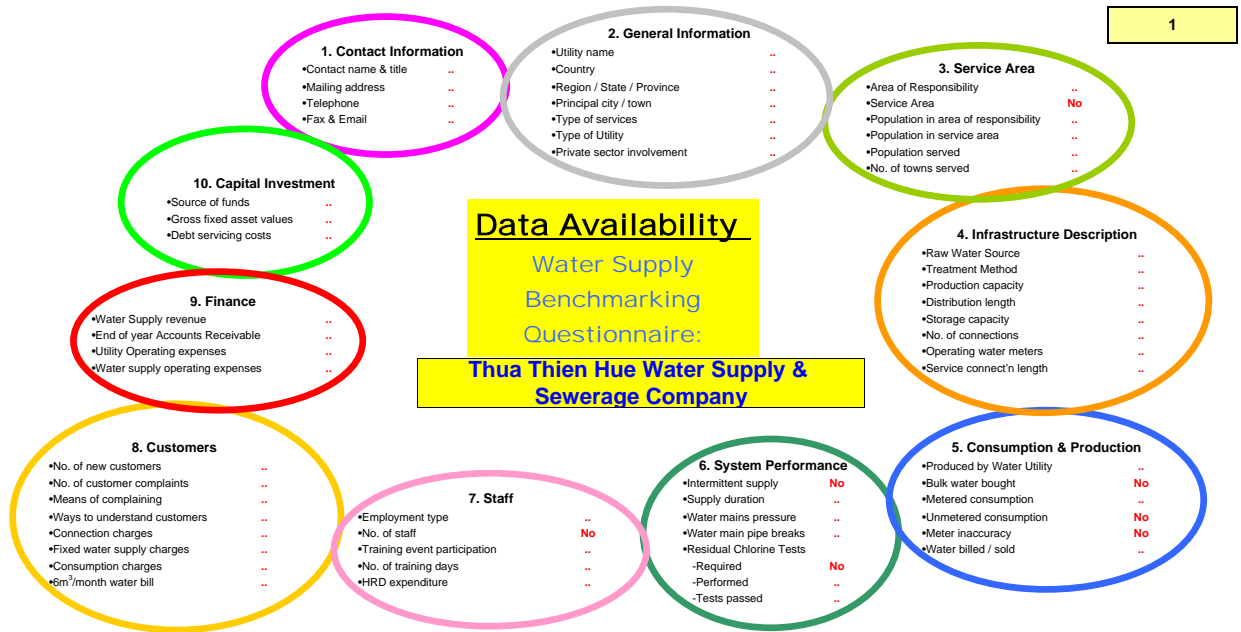 1
1. Contact Information
•Contact name & title ..
•Mailing address ..
•Telephone ..
•Fax & Email ..
2. General Information
•Utility name ..
•Country ..
•Region / State / Province ..
•Principal city / town ..
•Type of services ..
•Type of Utility ..
•Private sector involvement ..
3. Service Area
•Area of Responsibility ..
•Service Area No
•Population in area of responsibility ..
•Population in service area ..
•Population served ..
•No. of towns served ..
10. Capital Investment
•Source of funds ..
•Gross fixed asset values ..
•Debt servicing costs ..
Data Availability
Water Supply
Benchmarking
Questionnaire:
Thua Thien Hue Water Supply &
Sewerage Company
4. Infrastructure Description
•Raw Water Source ..
•Treatment Method ..
•Production capacity ..
•Distribution length ..
•Storage capacity ..
•No. of connections ..
•Operating water meters ..
•Service connect'n length ..
9. Finance
•Water Supply revenue ..
•End of year Accounts Receivable ..
•Utility Operating expenses ..
•Water supply operating expenses ..
8. Customers
•No. of new customers ..
•No. of customer complaints ..
•Means of complaining ..
•Ways to understand customers ..
•Connection charges ..
•Fixed water supply charges ..
•Consumption charges ..
•6m³/month water bill ..
7. Staff
•Employment type ..
•No. of staff No
•Training event participation ..
•No. of training days ..
•HRD expenditure ..
6. System Performance
•Intermittent supply No
•Supply duration ..
•Water mains pressure ..
•Water main pipe breaks ..
•Residual Chlorine Tests
-Required No
-Performed ..
-Tests passed ..
5. Consumption & Production
•Produced by Water Utility ..
•Bulk water bought No
•Metered consumption ..
•Unmetered consumption No
•Meter inaccuracy No
•Water billed / sold ..